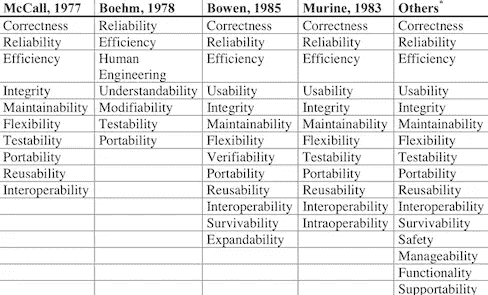 McCall, 1977 Boehm, 1978 Bowen, 1985 Murine, 1983 Others*
Correctness Reliability Correctness Correctness Correctness
Reliability Efficiency Reliability Reliability Reliability
Efficiency Human Efficiency Efficiency Efficiency
Engineering
Integrity Understandability Usability Usability Usability
Maintainability Modifiability Integrity Integrity Integrity
Flexibility Testability Maintainability Maintainability Maintainability
Testability Portability Flexibility Flexibility Flexibility
Portability Verifiability Testability Testability
Reusability Portability Portability Portability
Interoperability Reusability Reusability Reusability
Interoperability Interoperability Interoperability
Survivability Intraoperability Survivability
Expandability Safety
Manageability
Functionality
Supportability